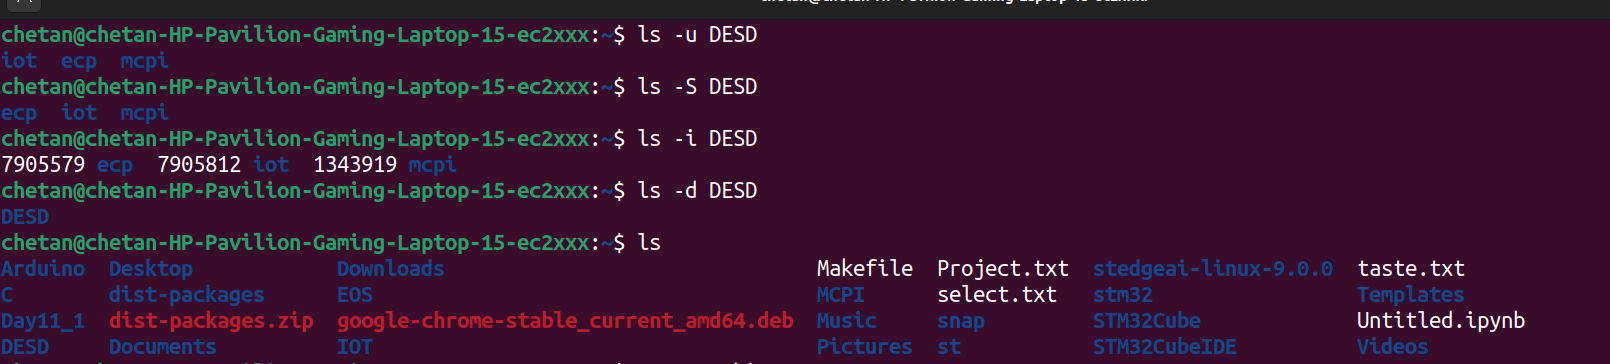 chetan@chetan-HP-Pavilion-Gaming-Laptop-15-ec2xxx:~$ ls -u DESD
iot  ecp  mcpi
chetan@chetan-HP-Pavilion-Gaming-Laptop-15-ec2xxx:~$ ls -S DESD
ecp  iot  mcpi
chetan@chetan-HP-Pavilion-Gaming-Laptop-15-ec2xxx:~$ ls -i DESD
7905579 ecp  7905812 iot  1343919 mcpi
chetan@chetan-HP-Pavilion-Gaming-Laptop-15-ec2xxx:~$ ls -d DESD
DESD
chetan@chetan-HP-Pavilion-Gaming-Laptop-15-ec2xxx:~$ ls
Arduino  Desktop  Downloads  Makefile  Project.txt  stedgeai-linux-9.0.0  taste.txt
C  dist-packages  EOS  MCPI  select.txt  stm32  Templates
Day11_1  dist-packages.zip  google-chrome-stable_current_amd64.deb  Music  snap  STM32Cube  Untitled.ipynb
DESD  Documents  IOT  Pictures  st  STM32CubeIDE  Videos